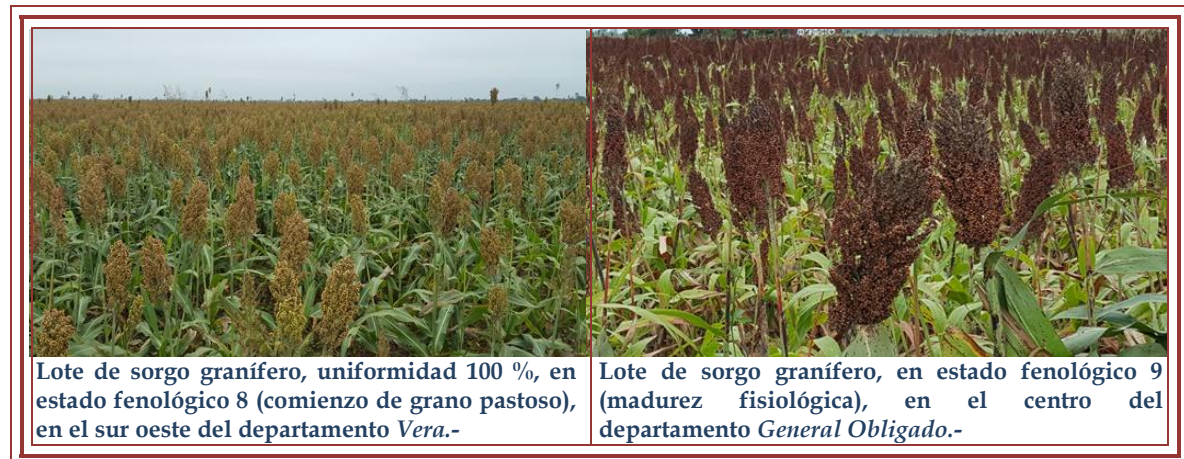 Lote de sorgo granífero, uniformidad 100 %, en
estado fenológico 8 (comienzo de grano pastoso),
en el sur oeste del departamento Vera.-
Lote de sorgo granífero, en estado fenológico 9
(madurez fisiológica), en el centro del
departamento General Obligado.-